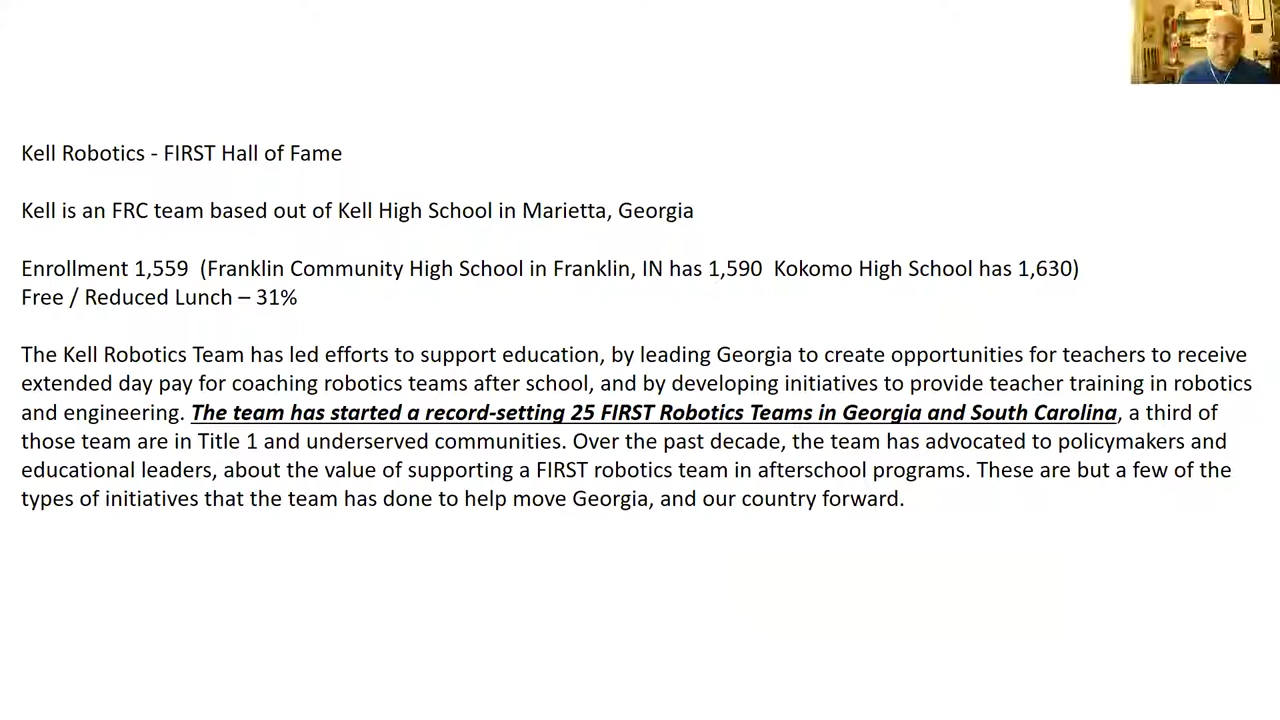 Kell Robotics - FIRST Hall of Fame
Kell is an FRC team based out of Kell High School in Marietta, Georgia
Enrollment 1,559  (Franklin Community High School in Franklin, IN has 1,590  Kokomo High School has 1,630)
Free / Reduced Lunch – 31%
The Kell Robotics Team has led efforts to support education, by leading Georgia to create opportunities for teachers to receive
extended day pay for coaching robotics teams after school, and by developing initiatives to provide teacher training in robotics
and engineering. The team has started a record-setting 25 FIRST Robotics Teams in Georgia and South Carolina, a third of
those team are in Title 1 and underserved communities. Over the past decade, the team has advocated to policymakers and
educational leaders, about the value of supporting a FIRST robotics team in afterschool programs. These are but a few of the
types of initiatives that the team has done to help move Georgia, and our country forward.